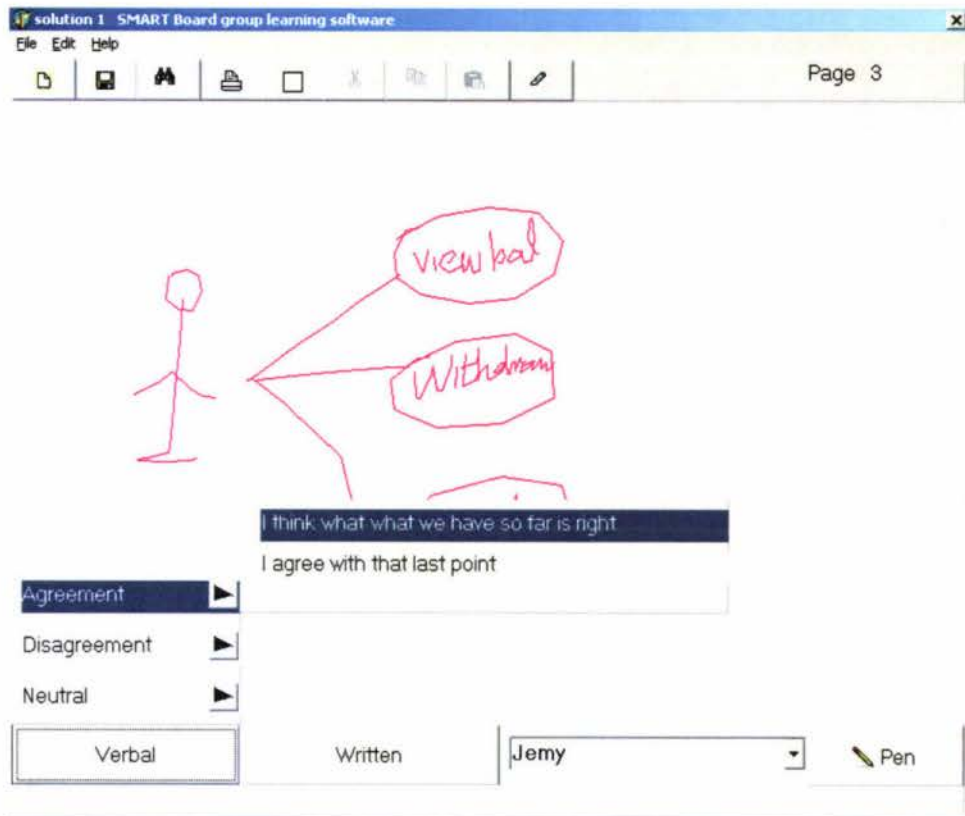 solution 1 SMART Board group learning software
File Edit Help
Page 3
view bal
Withdraw
I think what what we have so far is right
I agree with that last point
Agreement
Disagreement
Neutral
Verbal
Written
Jemy
Pen